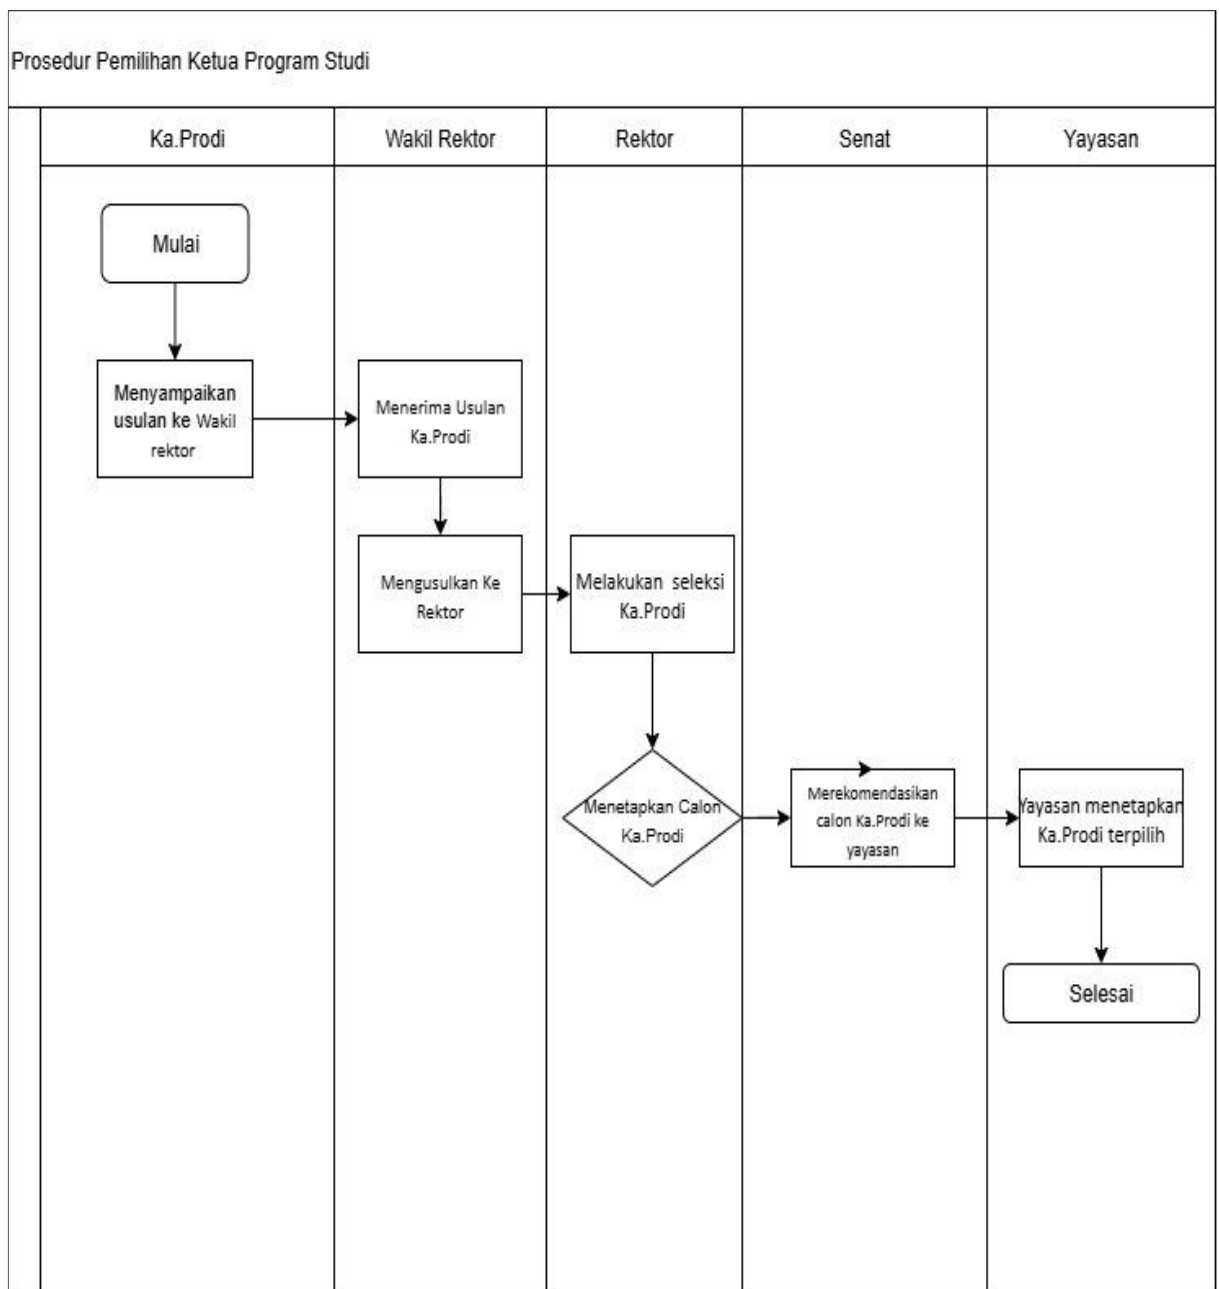 Prosedur Pemilihan Ketua Program Studi
Ka.Prodi
Wakil Rektor
Rektor
Senat
Yayasan
Mulai
Menyampaikan
usulan ke Wakil
rektor
Menerima Usulan
Ka.Prodi
Mengusulkan Ke
Rektor
Melakukan seleksi
Ka.Prodi
Menetapkan Calon
Ka.Prodi
Merekomendasikan
calon Ka.Prodi ke
yayasan
Yayasan menetapkan
Ka.Prodi terpilih
Selesai